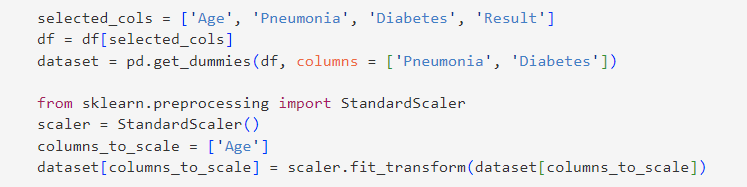 selected_cols = ['Age', 'Pneumonia', 'Diabetes', 'Result']
df = df[selected_cols]
dataset = pd.get_dummies(df, columns = ['Pneumonia', 'Diabetes'])
from sklearn.preprocessing import StandardScaler
scaler = StandardScaler()
columns_to_scale = ['Age']
dataset[columns_to_scale] = scaler.fit_transform(dataset[columns_to_scale])